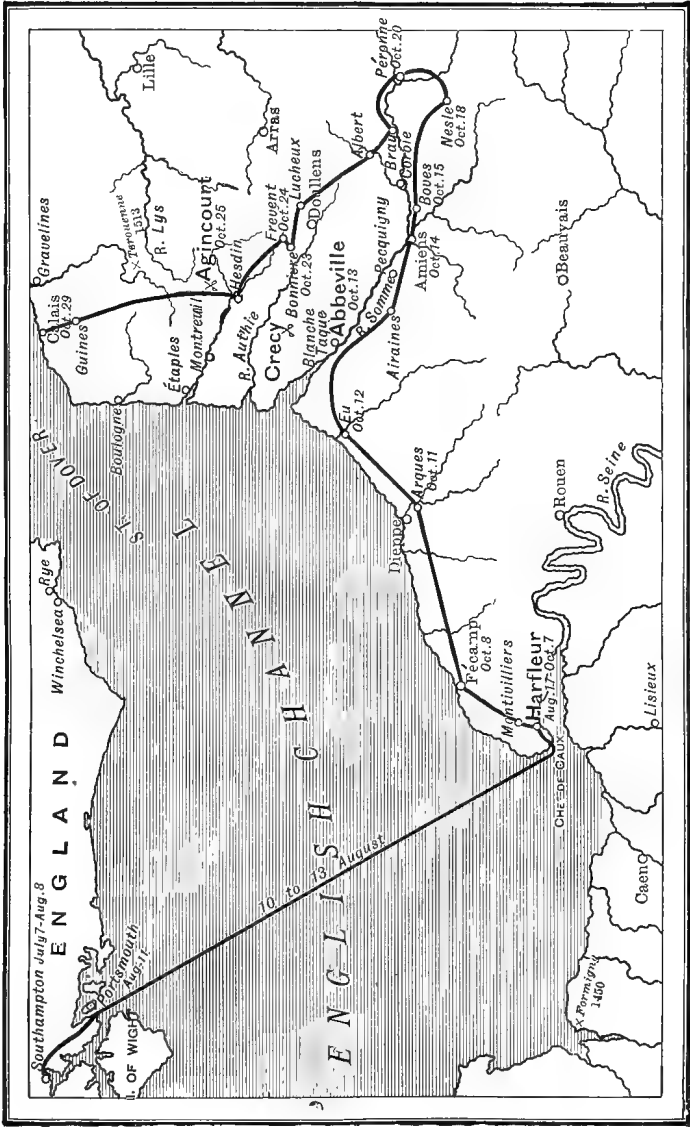 Southampton July 7-Aug. 8
ENGLAND
Portsmouth
Aug. 11
I. OF WIGHT
Winchelsea
Rye
ST. OF DOVER
ENGLISH CHANNEL
10 to 13 August
Gravelines
Calais
Oct. 29
Guines
Boulogne
Étaples
Montreuil
× Terouenne
1513
R. Lys
Lille
Agincourt
Oct. 25
Hesdin
Arras
Frevent
Oct. 24
Lucheux
Bonnieres
Oct. 23
Doullens
R. Authie
Crecy
Blanche
Taque
Abbeville
Oct. 13
R. Somme
Pecquigny
Airaines
Albert
Bray
Corbie
Péronne
Oct. 20
Nesle
Oct. 18
Boves
Oct. 15
Amiens
Oct. 14
Beauvais
Eu
Oct. 12
Arques
Oct. 11
Dieppe
Rouen
R. Seine
Fécamp
Oct. 8
Montivilliers
Harfleur
Aug. 17-Oct. 7
CHEF-DE-CAUX
Lisieux
Caen
× Formigny
1450